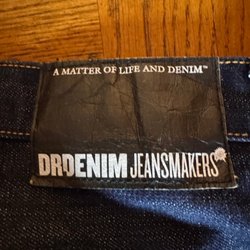 A MATTER OF LIFE AND DENIM™
DRDENIM JEANSMAKERS